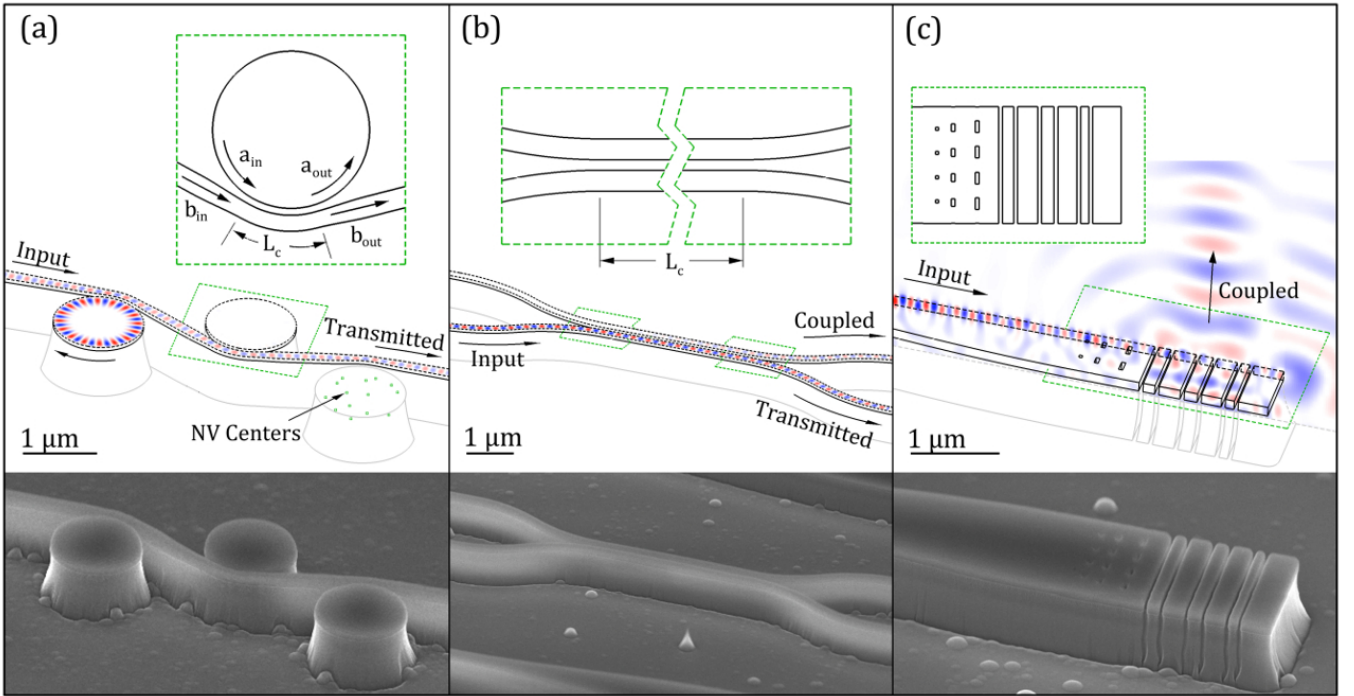 (a)
a_in
a_out
b_in
b_out
L_c
Input
Transmitted
NV Centers
1 μm
(b)
L_c
Coupled
Input
Transmitted
1 μm
(c)
Input
Coupled
1 μm